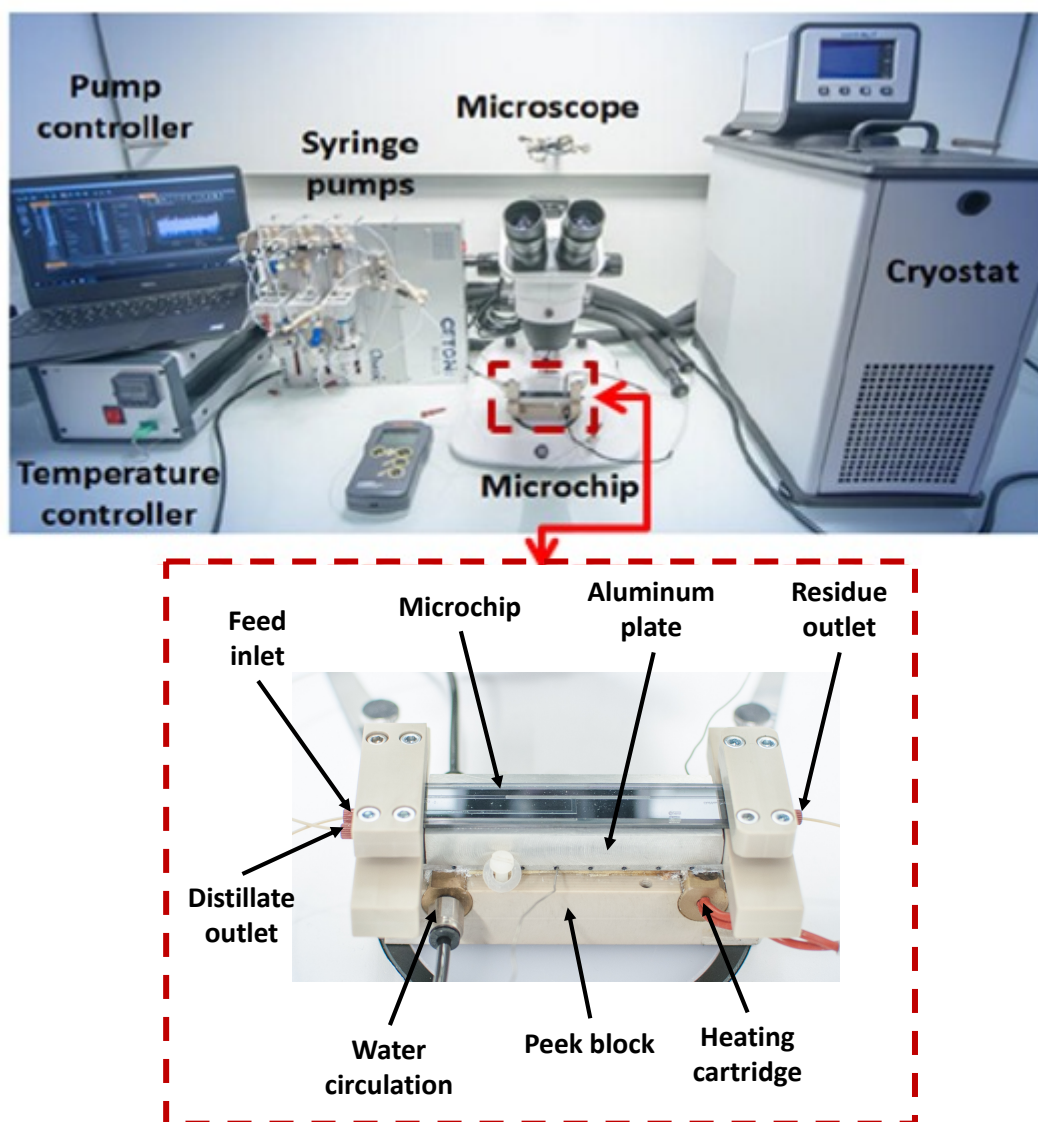 Pump
controller
Syringe
pumps
Microscope
Cryostat
CETONI
Temperature
controller
Microchip
Feed
inlet
Microchip
Aluminum
plate
Residue
outlet
Distillate
outlet
Water
circulation
Peek block
Heating
cartridge